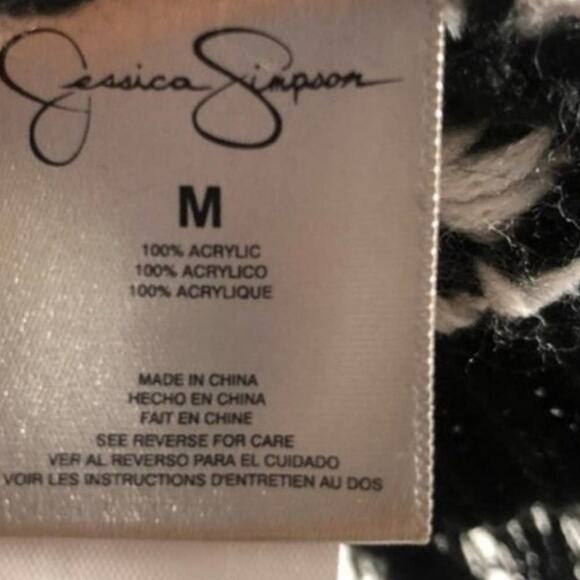 Jessica Simpson
M
100% ACRYLIC
100% ACRYLICO
100% ACRYLIQUE
MADE IN CHINA
HECHO EN CHINA
FAIT EN CHINE
SEE REVERSE FOR CARE
VER AL REVERSO PARA EL CUIDADO
VOIR LES INSTRUCTIONS D'ENTRETIEN AU DOS